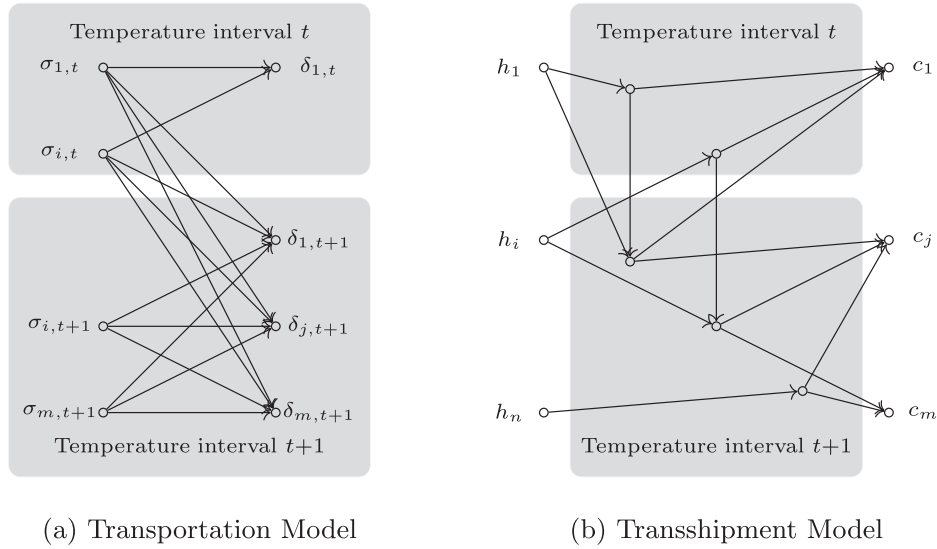 Temperature interval t
σ1,t
δ1,t
σi,t
δ1,t+1
σi,t+1
δj,t+1
σm,t+1
δm,t+1
Temperature interval t+1
(a) Transportation Model
Temperature interval t
h1
c1
hi
cj
hn
cm
Temperature interval t+1
(b) Transshipment Model